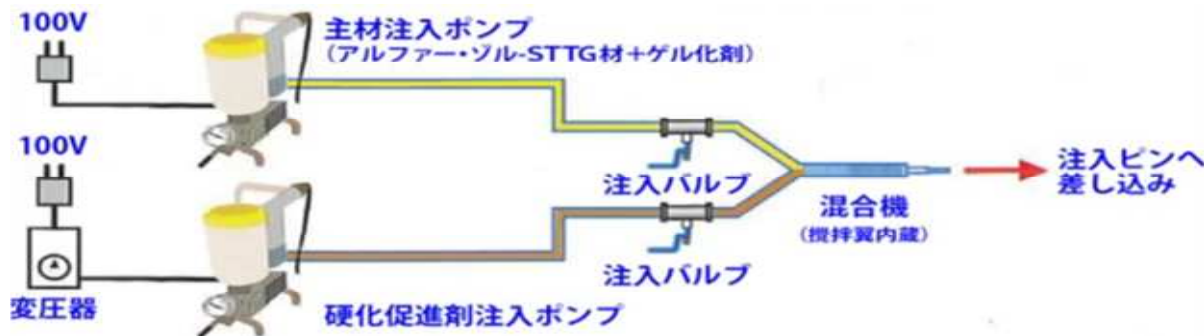 100V
主材注入ポンプ
(アルファー・ゾル-STTG材+ゲル化剤)
注入バルブ
100V
注入ピンへ
差し込み
混合機
(攪拌翼内蔵)
注入バルブ
変圧器
硬化促進剤注入ポンプ